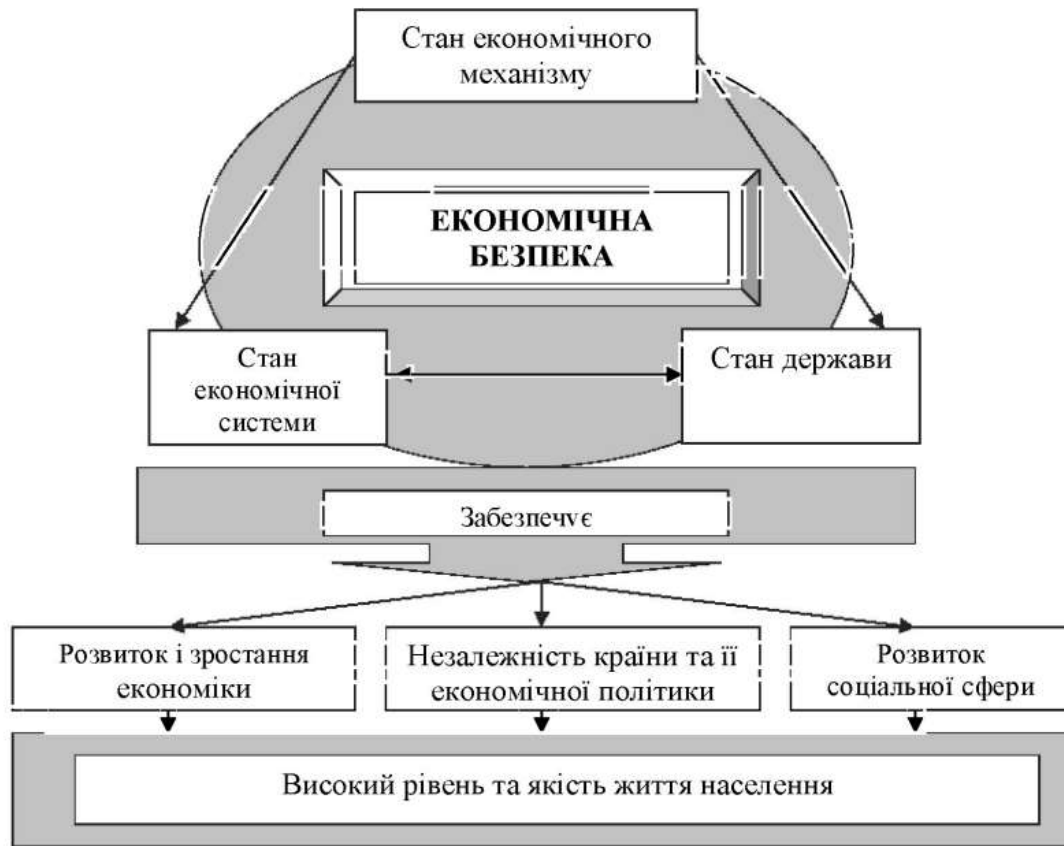 Стан економічного
механізму
ЕКОНОМІЧНА
БЕЗПЕКА
Стан
економічної
системи
Стан держави
Забезпечує
Розвиток і зростання
економіки
Незалежність країни та її
економічної політики
Розвиток
соціальної сфери
Високий рівень та якість життя населення